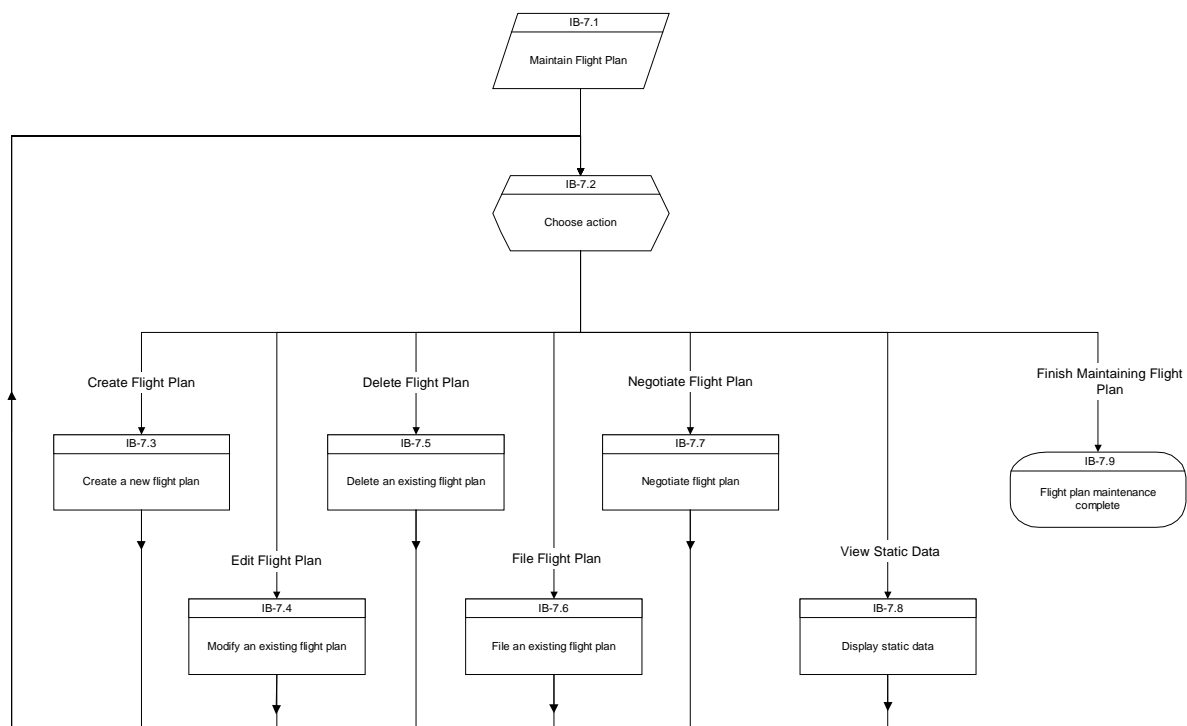 IB-7.1
Maintain Flight Plan
IB-7.2
Choose action
Create Flight Plan
Delete Flight Plan
Negotiate Flight Plan
Finish Maintaining Flight
Plan
IB-7.3
Create a new flight plan
IB-7.5
Delete an existing flight plan
IB-7.7
Negotiate flight plan
IB-7.9
Flight plan maintenance
complete
Edit Flight Plan
File Flight Plan
View Static Data
IB-7.4
Modify an existing flight plan
IB-7.6
File an existing flight plan
IB-7.8
Display static data